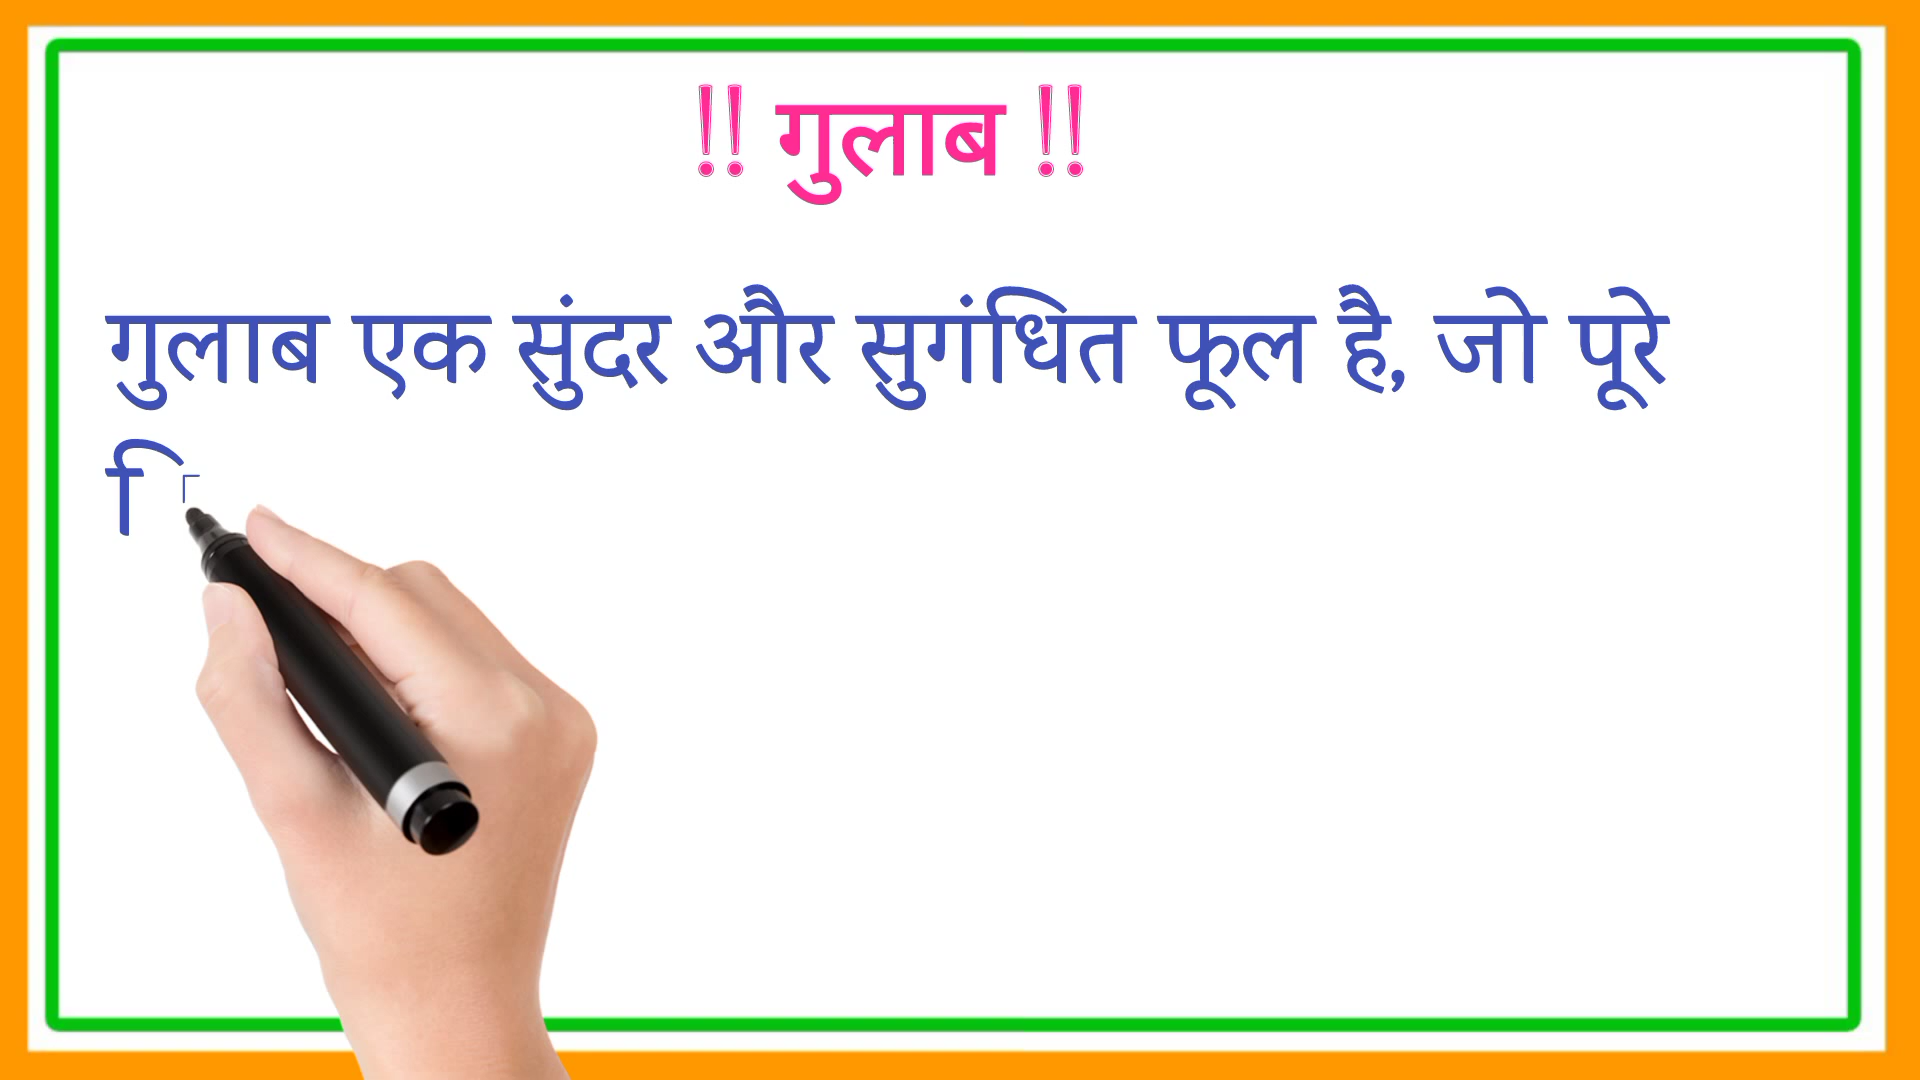 !! गुलाब !!
गुलाब एक सुंदर और सुगंधित फूल है, जो पूरे